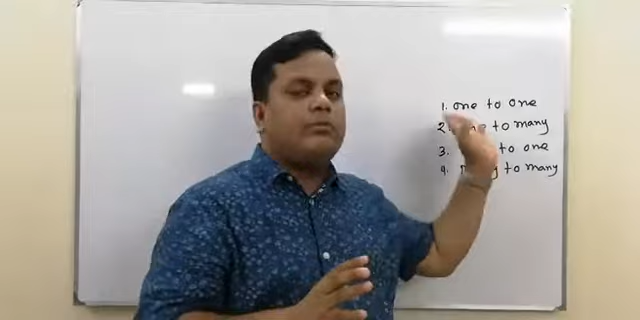 1. one to one
2. to many
3. to one
4. to many